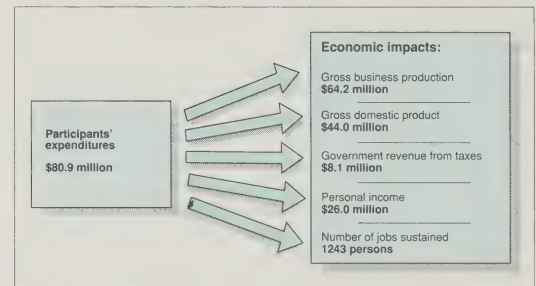 Participants'
expenditures
$80.9 million
Economic impacts:
Gross business production
$64.2 million
Gross domestic product
$44.0 million
Government revenue from taxes
$8.1 million
Personal income
$26.0 million
Number of jobs sustained
1243 persons